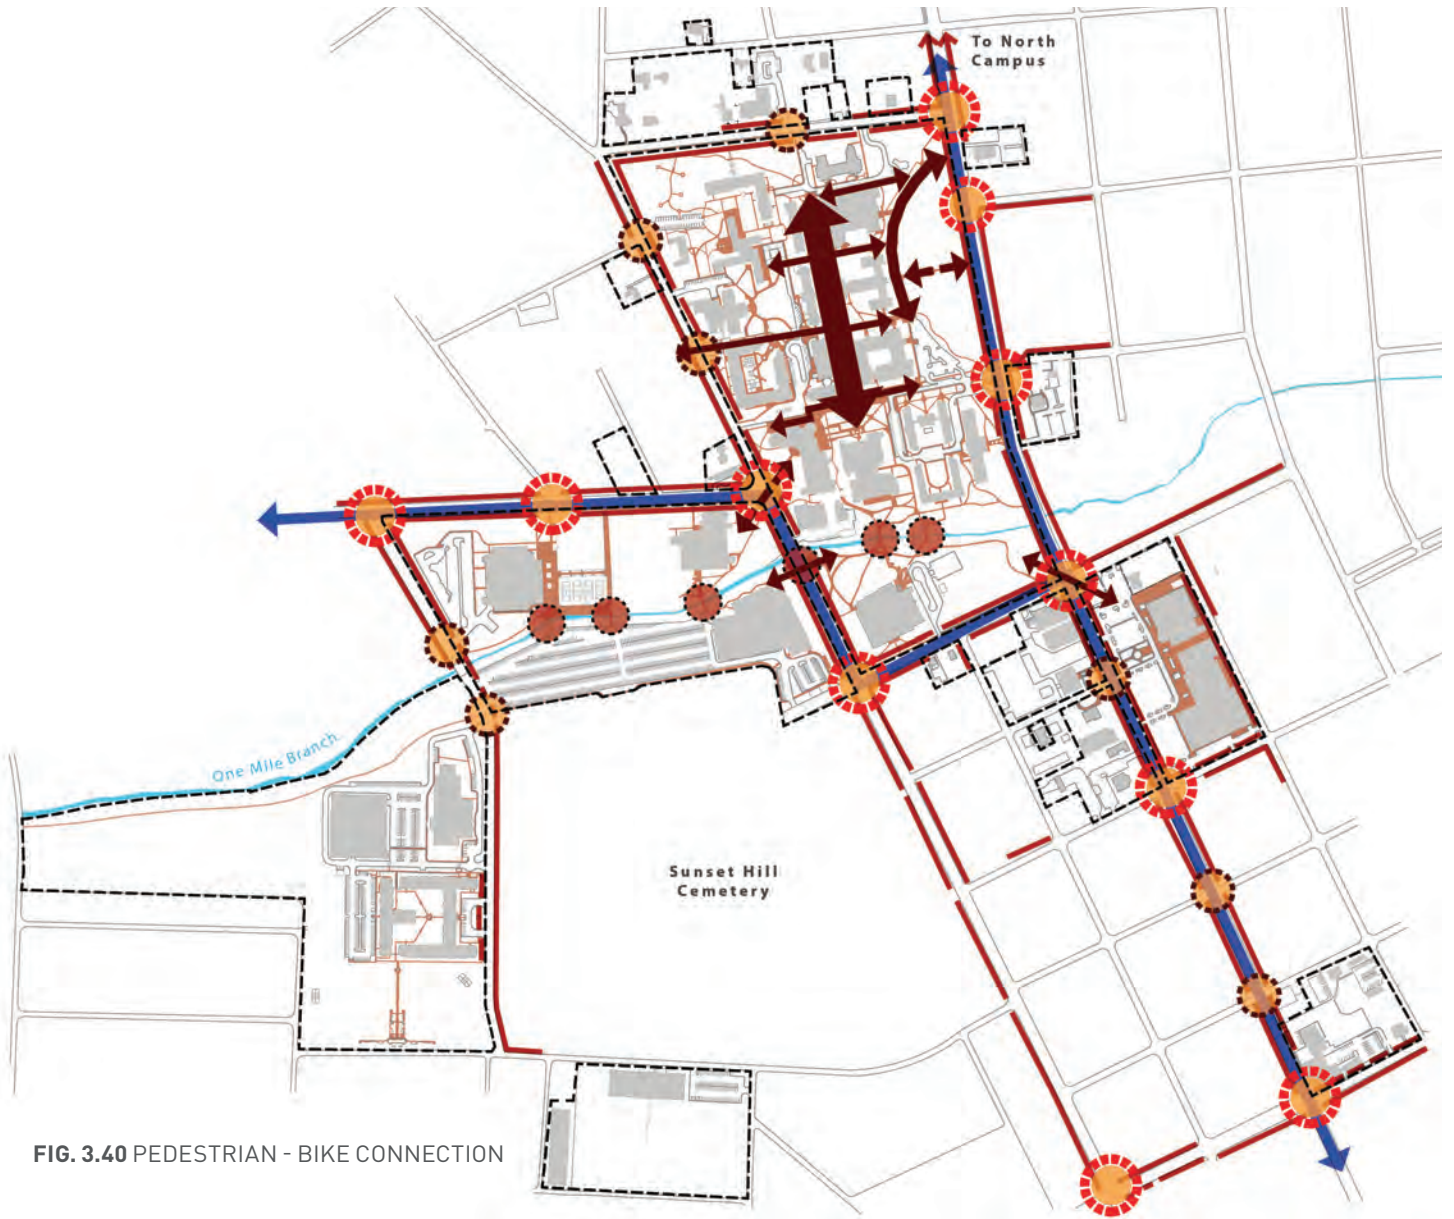 To North
Campus
One Mile Branch
Sunset Hill
Cemetery
FIG. 3.40 PEDESTRIAN - BIKE CONNECTION